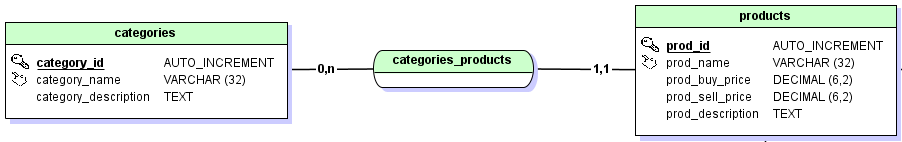 categories
category_id AUTO_INCREMENT
category_name VARCHAR (32)
category_description TEXT
0,n
categories_products
1,1
products
prod_id AUTO_INCREMENT
prod_name VARCHAR (32)
prod_buy_price DECIMAL (6,2)
prod_sell_price DECIMAL (6,2)
prod_description TEXT